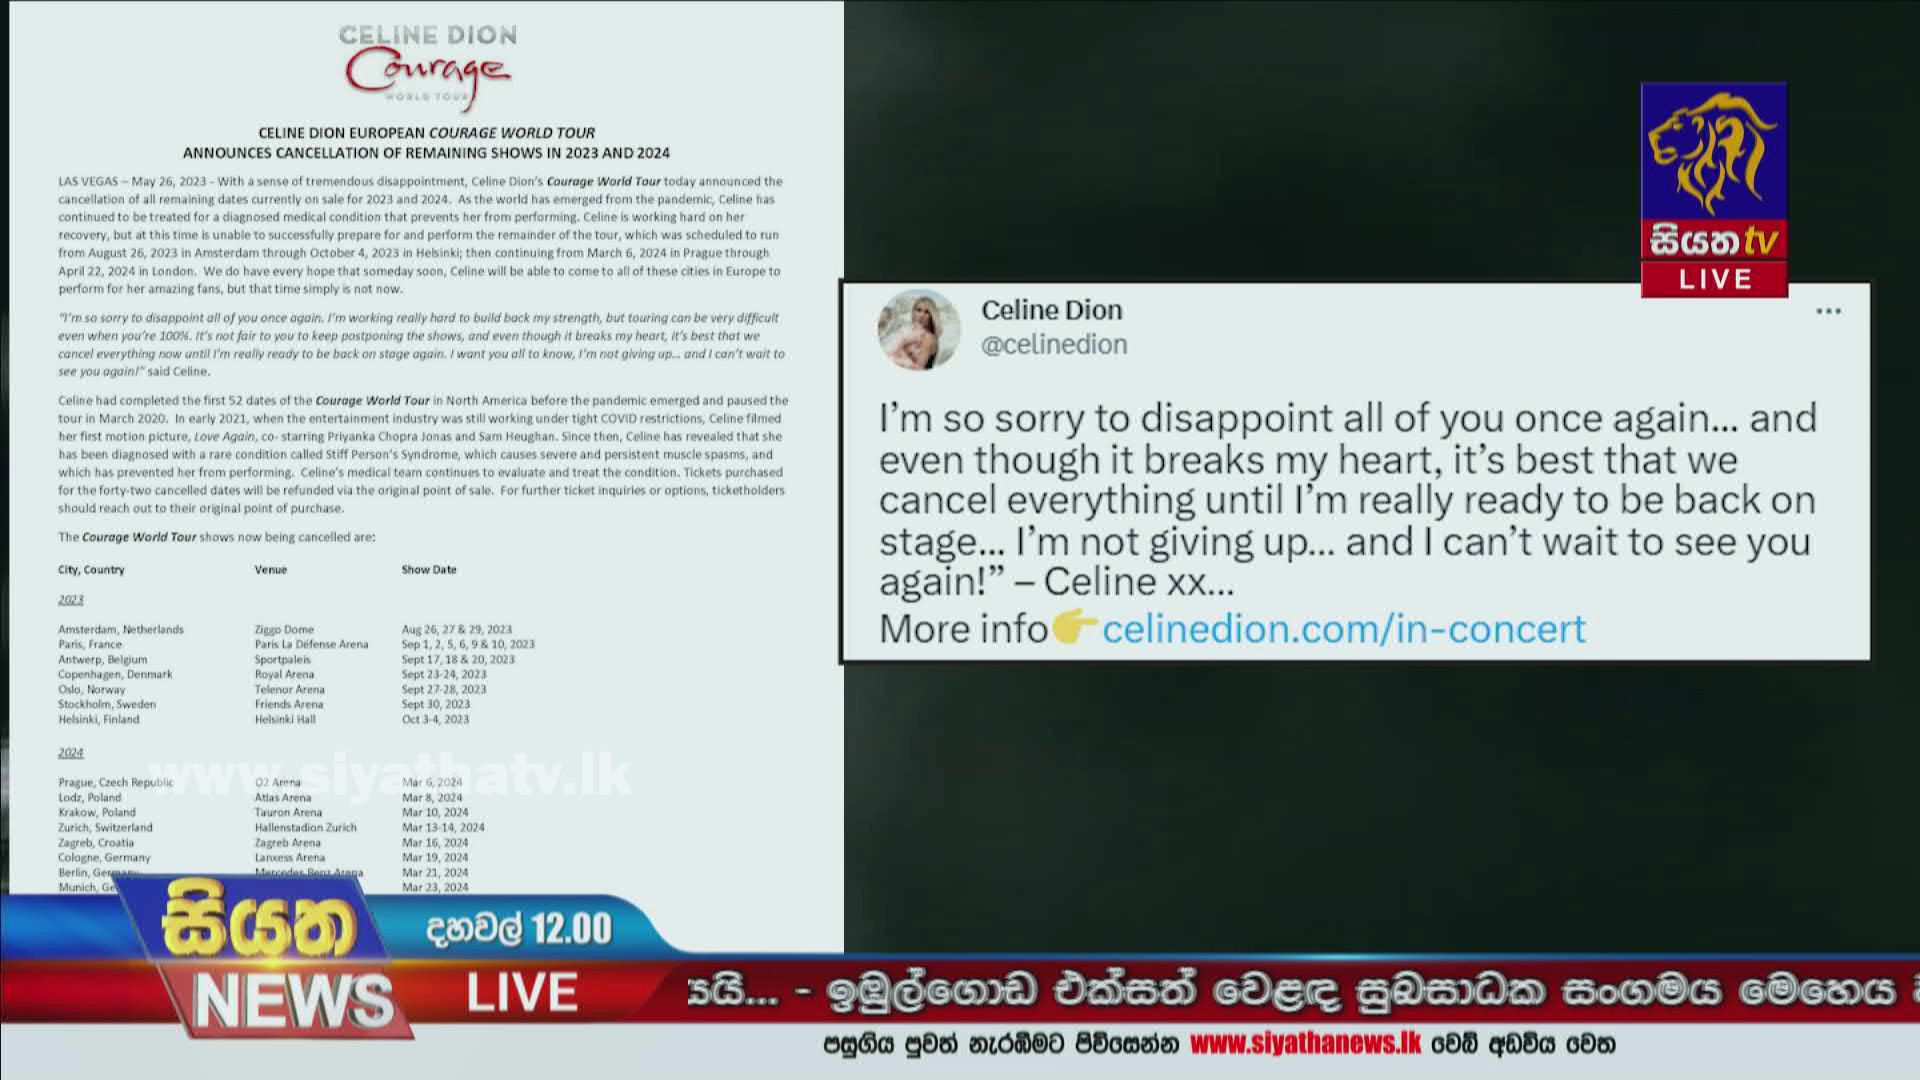 CELINE DION
Courage
WORLD TOUR
CELINE DION EUROPEAN COURAGE WORLD TOUR
ANNOUNCES CANCELLATION OF REMAINING SHOWS IN 2023 AND 2024
LAS VEGAS – May 26, 2023 - With a sense of tremendous disappointment, Celine Dion's Courage World Tour today announced the
cancellation of all remaining dates currently on sale for 2023 and 2024. As the world has emerged from the pandemic, Celine has
continued to be treated for a diagnosed medical condition that prevents her from performing. Celine is working hard on her
recovery, but at this time is unable to successfully prepare for and perform the remainder of the tour, which was scheduled to run
from August 26, 2023 in Amsterdam through October 4, 2023 in Helsinki; then continuing from March 6, 2024 in Prague through
April 22, 2024 in London. We do have every hope that someday soon, Celine will be able to come to all of these cities in Europe to
perform for her amazing fans, but that time simply is not now.
"I'm so sorry to disappoint all of you once again. I'm working really hard to build back my strength, but touring can be very difficult
even when you're 100%. It's not fair to you to keep postponing the shows, and even though it breaks my heart, it's best that we
cancel everything now until I'm really ready to be back on stage again. I want you all to know, I'm not giving up... and I can't wait to
see you again!" said Celine.
Celine had completed the first 52 dates of the Courage World Tour in North America before the pandemic emerged and paused the
tour in March 2020. In early 2021, when the entertainment industry was still working under tight COVID restrictions, Celine filmed
her first motion picture, Love Again, co- starring Priyanka Chopra Jonas and Sam Heughan. Since then, Celine has revealed that she
has been diagnosed with a rare condition called Stiff Person's Syndrome, which causes severe and persistent muscle spasms, and
which has prevented her from performing. Celine's medical team continues to evaluate and treat the condition. Tickets purchased
for the forty-two cancelled dates will be refunded via the original point of sale. For further ticket inquiries or options, ticketholders
should reach out to their original point of purchase.
The Courage World Tour shows now being cancelled are:
City, Country Venue Show Date
2023
Amsterdam, Netherlands Ziggo Dome Aug 26, 27 & 29, 2023
Paris, France Paris La Défense Arena Sep 1, 2, 5, 6, 9 & 10, 2023
Antwerp, Belgium Sportpaleis Sept 17, 18 & 20, 2023
Copenhagen, Denmark Royal Arena Sept 23-24, 2023
Oslo, Norway Telenor Arena Sept 27-28, 2023
Stockholm, Sweden Friends Arena Sept 30, 2023
Helsinki, Finland Helsinki Hall Oct 3-4, 2023
2024
www.siyathatv.lk
Prague, Czech Republic O2 Arena Mar 6, 2024
Lodz, Poland Atlas Arena Mar 8, 2024
Krakow, Poland Tauron Arena Mar 10, 2024
Zurich, Switzerland Hallenstadion Zurich Mar 13-14, 2024
Zagreb, Croatia Zagreb Arena Mar 16, 2024
Cologne, Germany Lanxess Arena Mar 19, 2024
Berlin, Germany Mercedes Benz Arena Mar 21, 2024
Munich, Ge Mar 23, 2024
සියත tv
LIVE
Celine Dion
@celinedion
I'm so sorry to disappoint all of you once again... and
even though it breaks my heart, it's best that we
cancel everything until I'm really ready to be back on
stage... I'm not giving up... and I can't wait to see you
again!” – Celine xx...
More info👉celinedion.com/in-concert
සියත
NEWS
දහවල් 12.00
LIVE
සයි... - ඉඹුල්ගොඩ එක්සත් වෙළඳ සුබසාධක සංගමය මෙහෙය
පසුගිය පුවත් නැරඹීමට පිවිසෙන්න www.siyathanews.lk වෙබ් අඩවිය වෙත